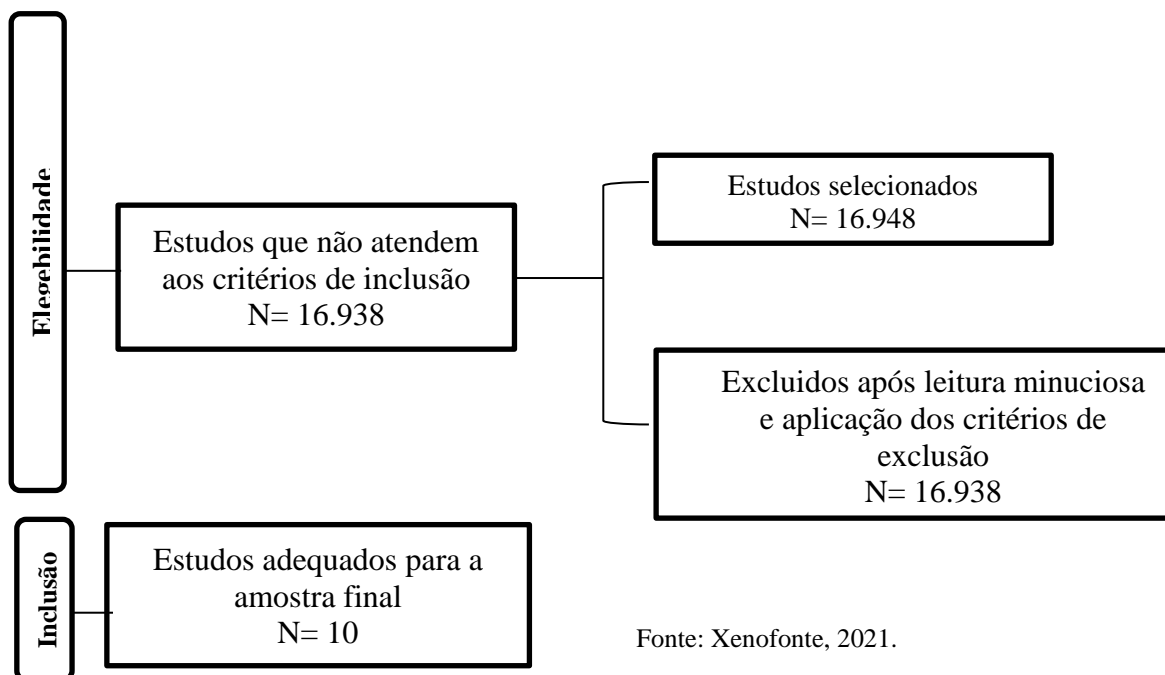 Elegebilidade
Estudos que não atendem
aos critérios de inclusão
N= 16.938
Estudos selecionados
N= 16.948
Excluidos após leitura minuciosa
e aplicação dos critérios de
exclusão
N= 16.938
Inclusão
Estudos adequados para a
amostra final
N= 10
Fonte: Xenofonte, 2021.